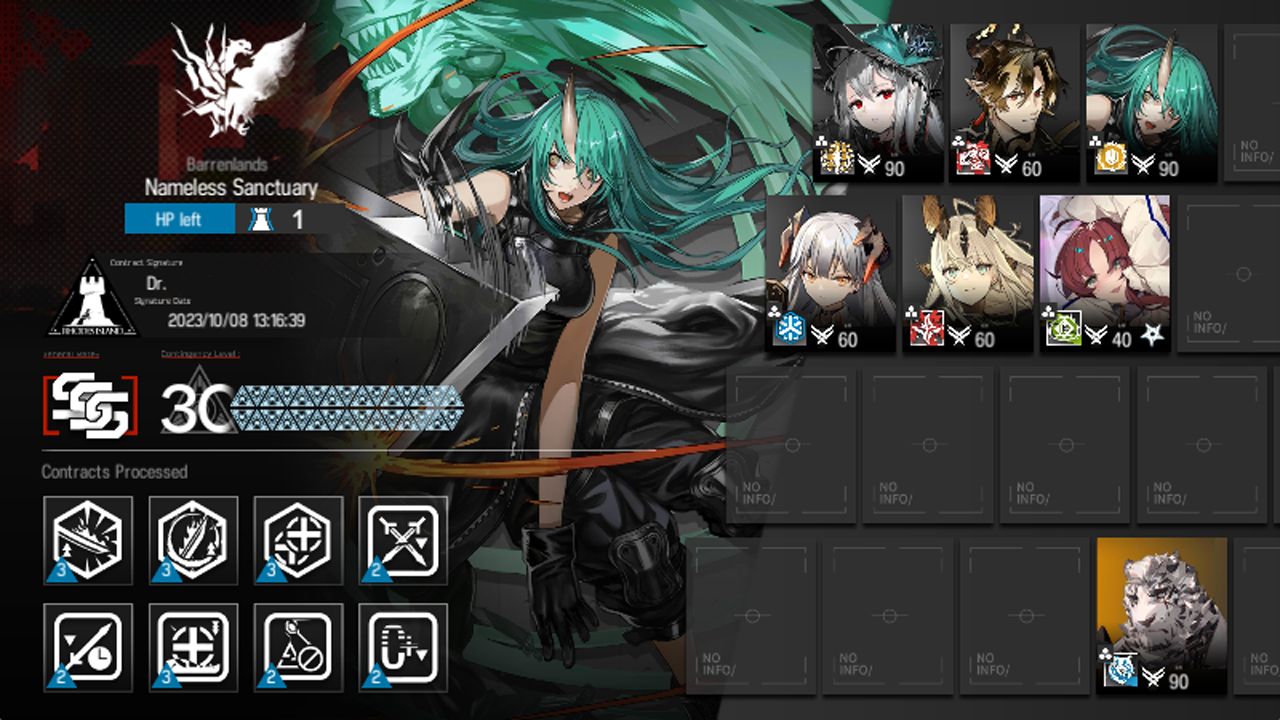 Barrenlands
Nameless Sanctuary
HP left 1
Contract Signature
Dr.
Signature Date
2023/10/08 13:16:39
RHODES ISLAND
Contingency Level:
30
Contracts Processed
3 3 3 2
2 3 2 2
90 60 90
NO
INFO/
60 60 40
NO
INFO/
NO
INFO/
NO
INFO/
NO
INFO/
NO
INFO/
NO
INFO/
NO
INFO/
NO
INFO/
90
NO
INFO/